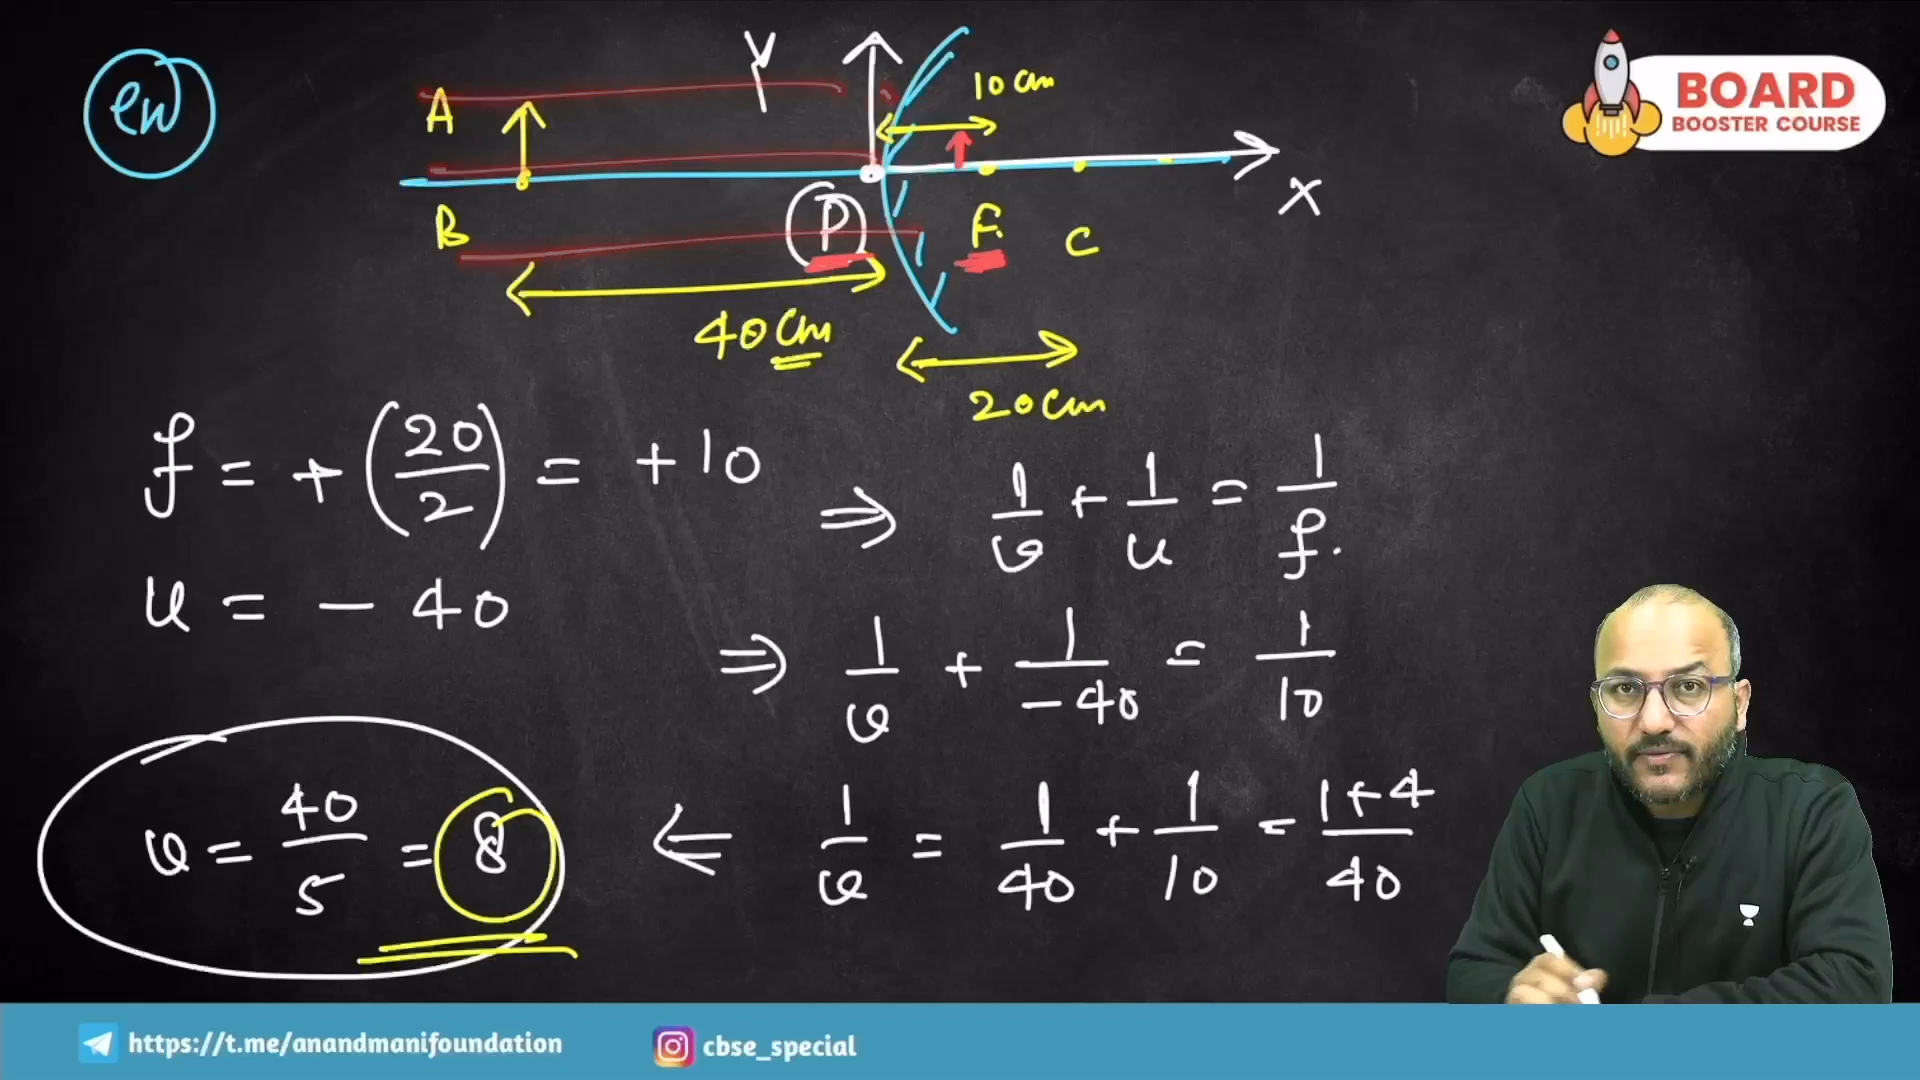 eW
Y
10 cm
A
B
P
F.
C
X
40 cm
20 cm
f = + (20/2) = +10
⇒ 1/v + 1/u = 1/f.
u = - 40
⇒ 1/v + 1/-40 = 1/10
v = 40/5 = 8
⇐ 1/v = 1/40 + 1/10 = 1+4/40
BOARD
BOOSTER COURSE
https://t.me/anandmanifoundation
cbse_special